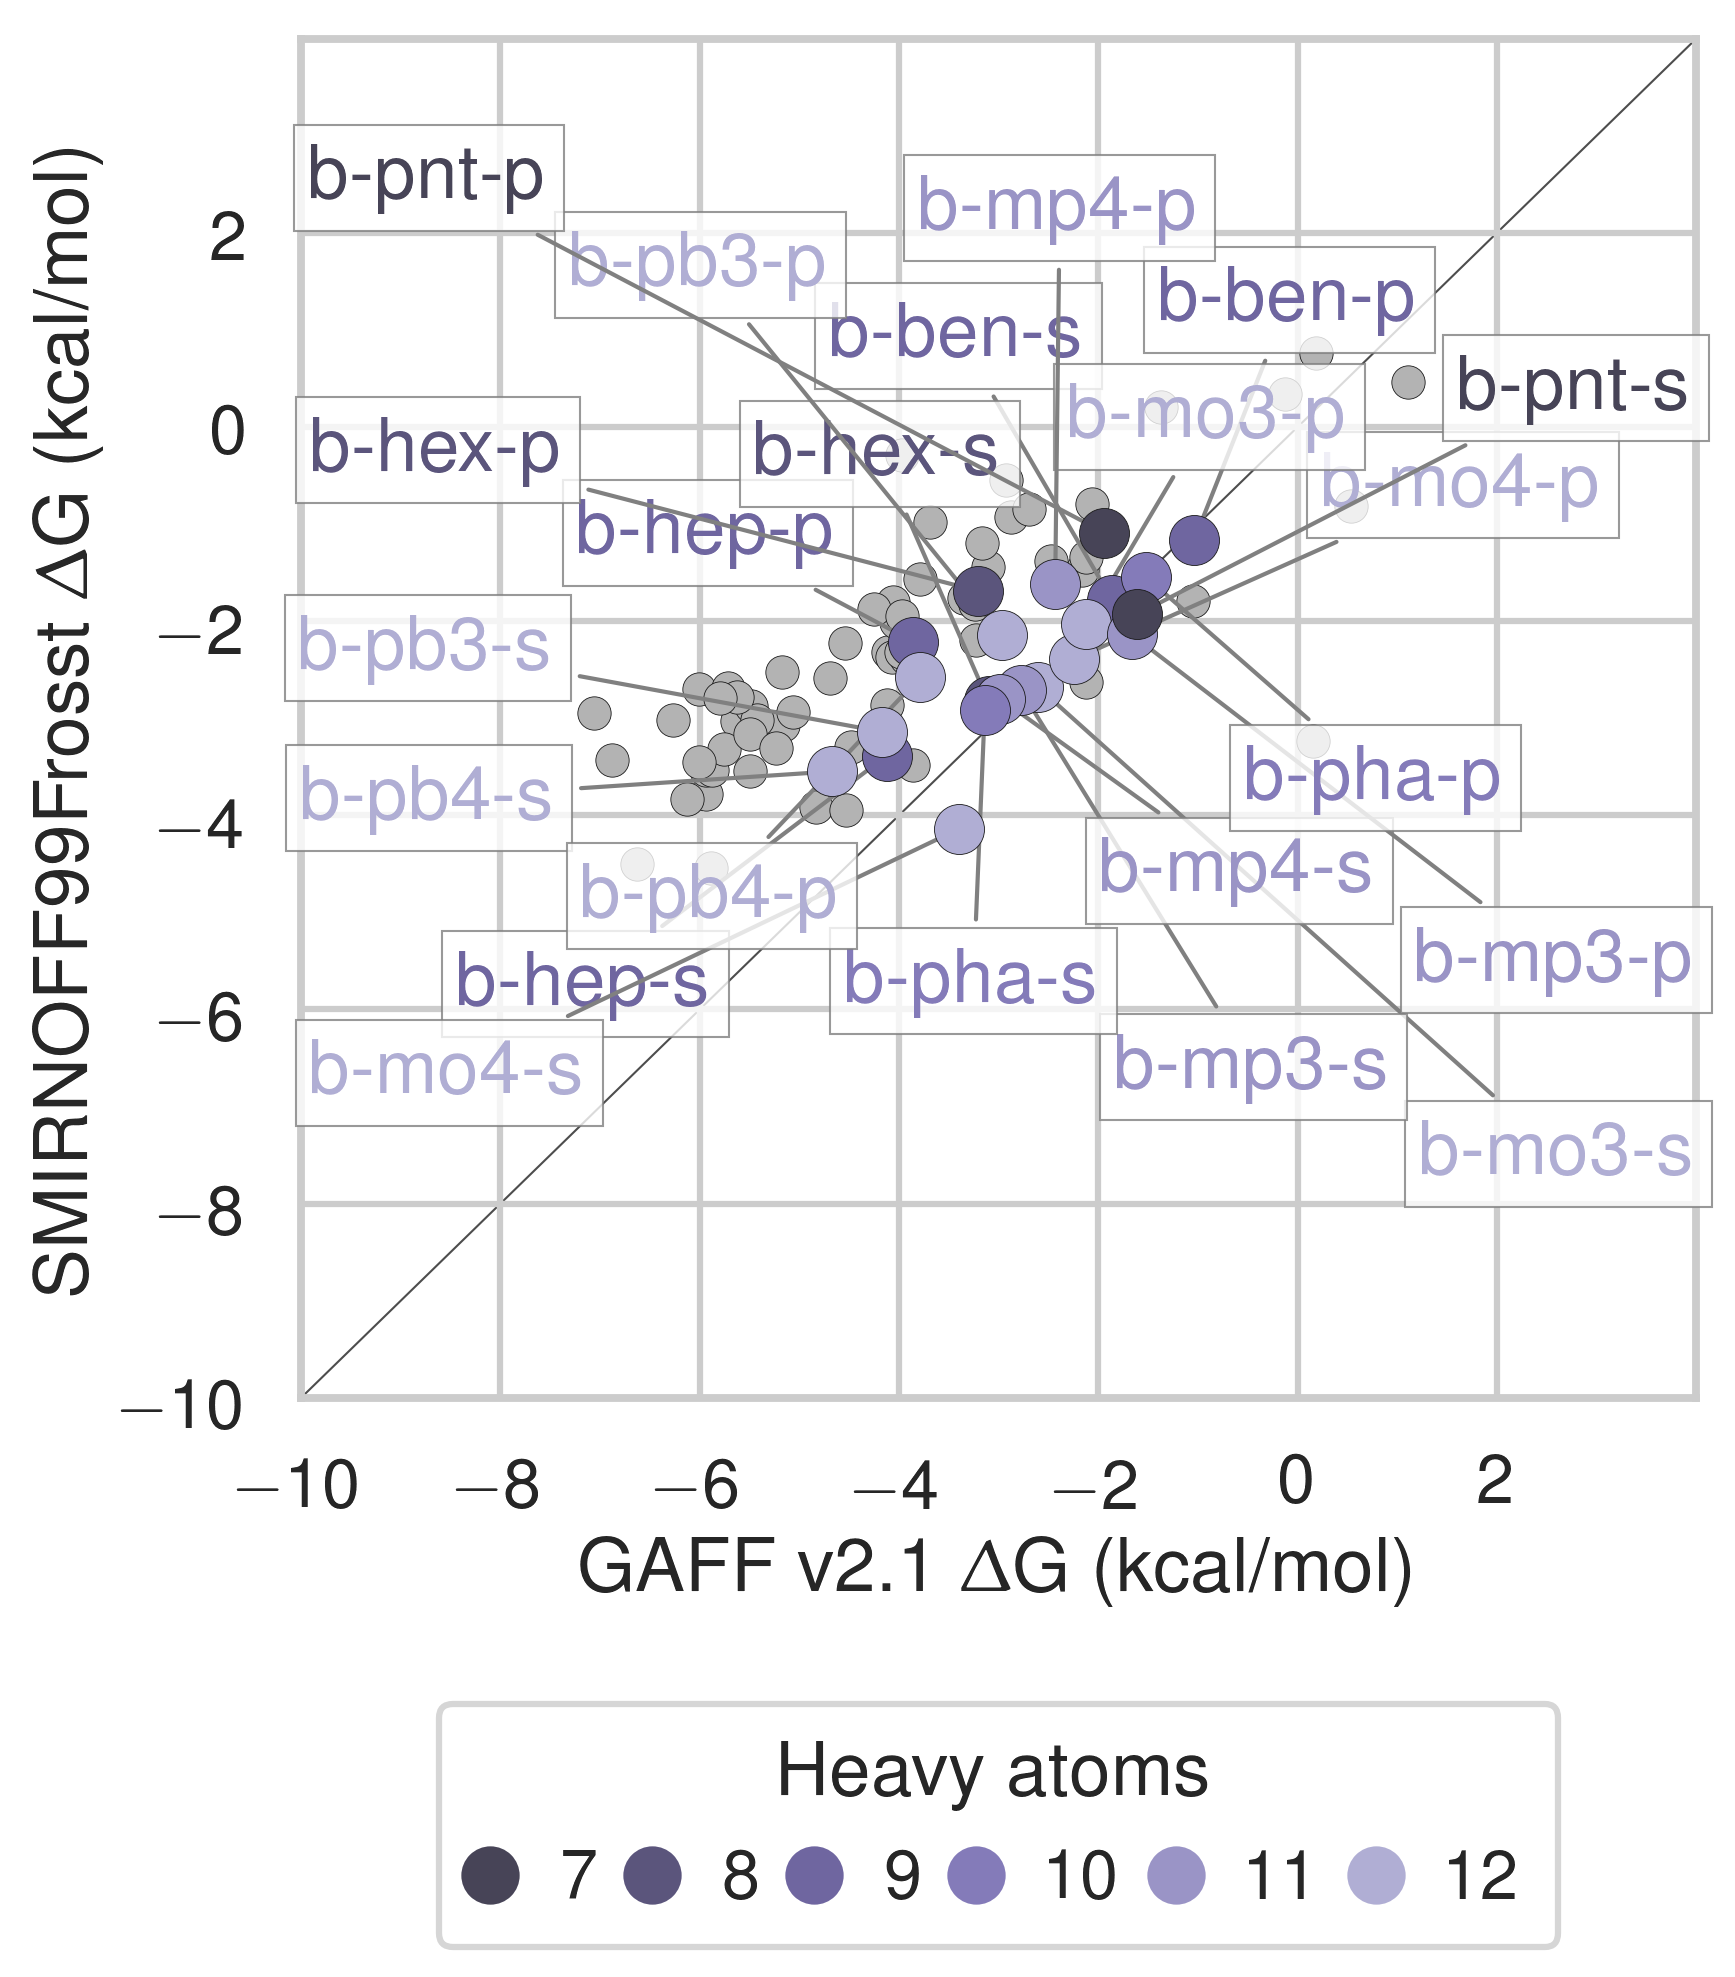 b-pnt-p
b-mp4-p
b-pb3-p
b-ben-p
b-ben-s
b-pnt-s
b-mo3-p
b-hex-p
b-hex-s
b-mo4-p
b-hep-p
b-pb3-s
b-pha-p
b-pb4-s
b-mp4-s
b-pb4-p
b-mp3-p
b-hep-s
b-pha-s
b-mo4-s
b-mp3-s
b-mo3-s
2
0
−2
−4
−6
−8
−10
SMIRNOFF99Frosst ΔG (kcal/mol)
−10 −8 −6 −4 −2 0 2
GAFF v2.1 ΔG (kcal/mol)
Heavy atoms
7 8 9 10 11 12